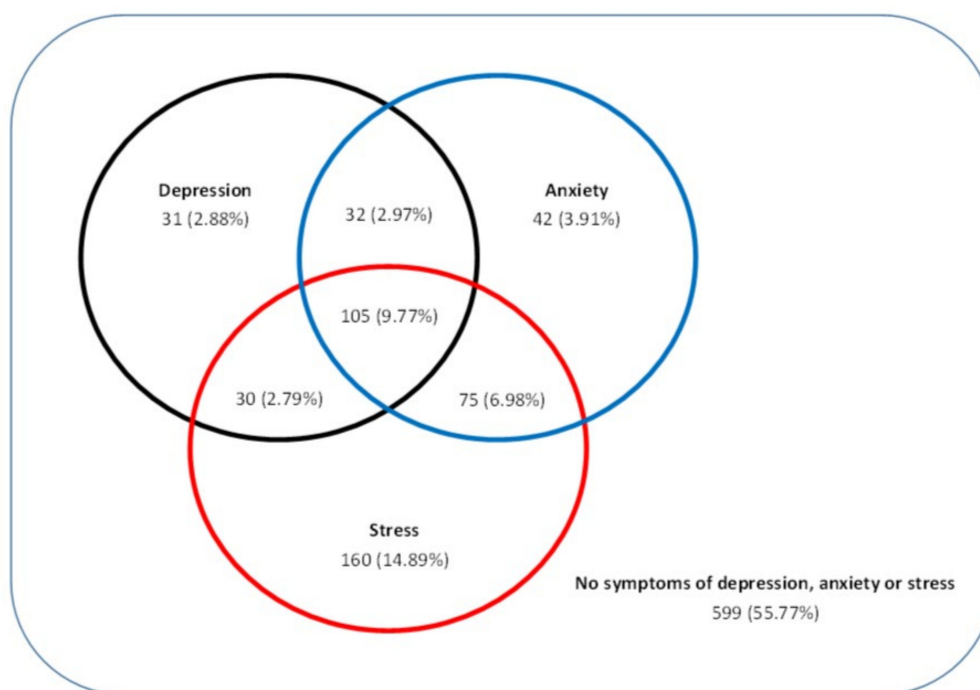 Depression
31 (2.88%)
32 (2.97%)
Anxiety
42 (3.91%)
105 (9.77%)
30 (2.79%)
75 (6.98%)
Stress
160 (14.89%)
No symptoms of depression, anxiety or stress
599 (55.77%)